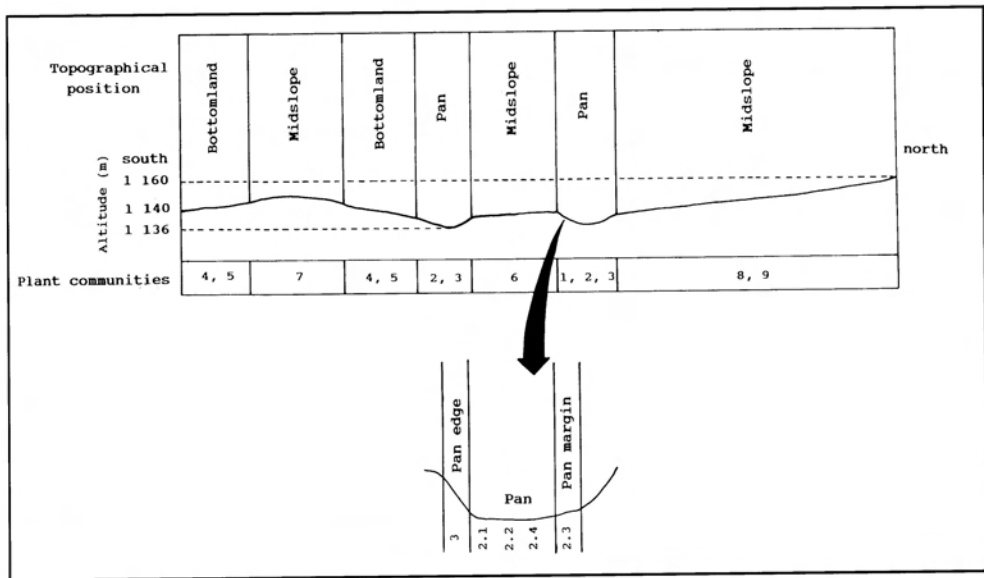 Topographical
position
Bottomland
Midslope
Bottomland
Pan
Midslope
Pan
Midslope
Altitude (m)
south
north
1 160
1 140
1 136
Plant communities
4, 5
7
4, 5
2, 3
6
1, 2, 3
8, 9
Pan edge
Pan
Pan margin
3
2.1
2.2
2.4
2.3